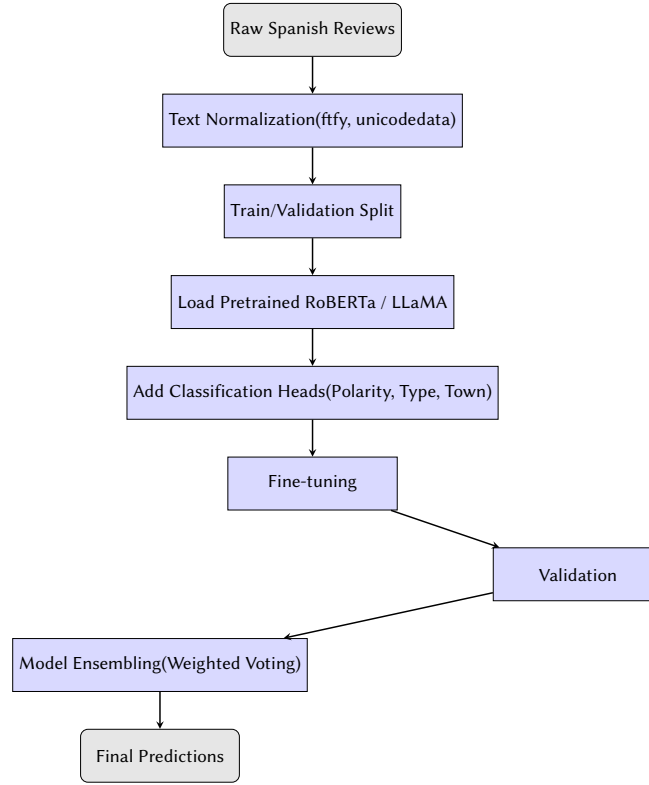 Raw Spanish Reviews
Text Normalization(ftfy, unicodedata)
Train/Validation Split
Load Pretrained RoBERTa / LLaMA
Add Classification Heads(Polarity, Type, Town)
Fine-tuning
Validation
Model Ensembling(Weighted Voting)
Final Predictions